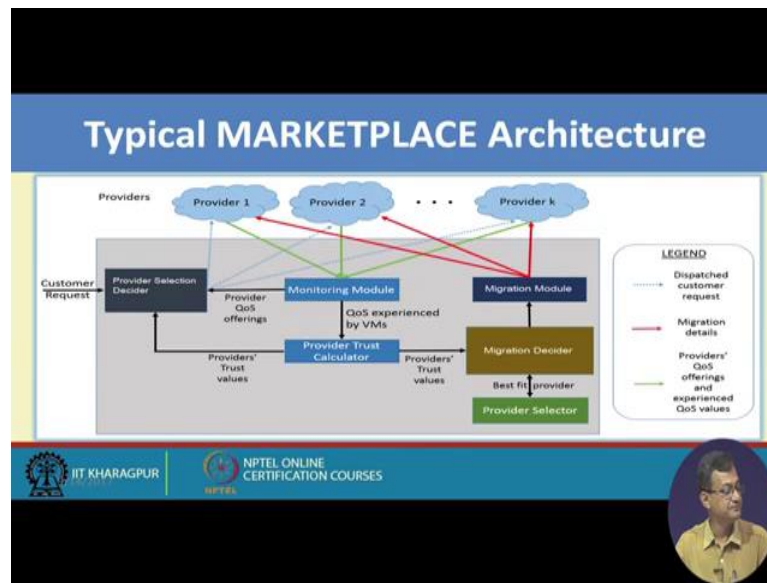 Typical MARKETPLACE Architecture
Providers
Provider 1
Provider 2
• • •
Provider k
Customer
Request
Provider Selection
Decider
Provider
QoS
offerings
Monitoring Module
QoS experienced
by VMs
Migration Module
Provider Trust
Calculator
Providers'
Trust
values
Providers'
Trust
values
Migration Decider
Best fit provider
Provider Selector
LEGEND
Dispatched
customer
request
Migration
details
Providers'
QoS
offerings
and
experienced
QoS values
IIT KHARAGPUR
NPTEL
NPTEL ONLINE
CERTIFICATION COURSES